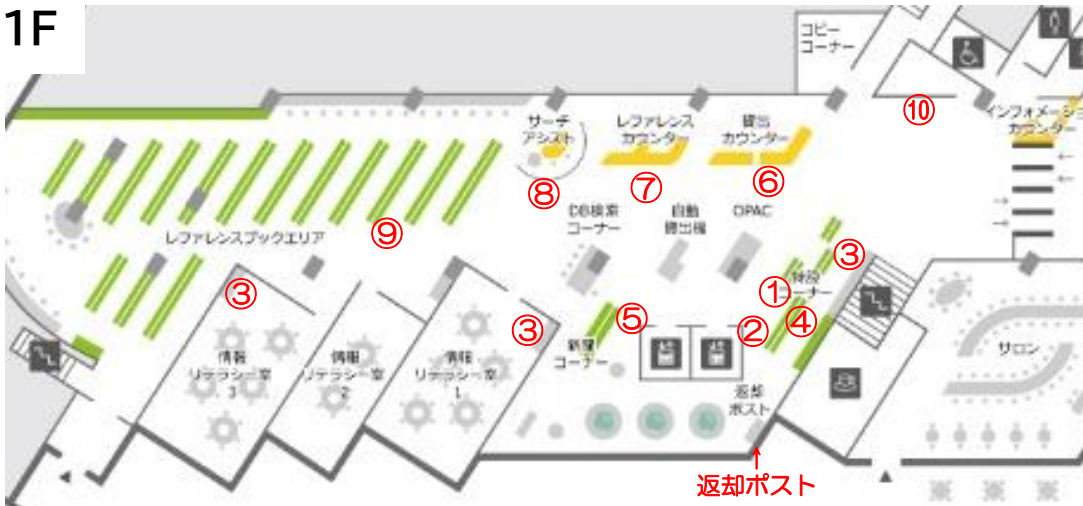 1F
コピー
コーナー
⑩
インフォメーション
カウンター
サーチ
アシスト
レファレンス
カウンター
貸出
カウンター
⑧
⑦
⑥
DB検索
コーナー
自動
貸出機
OPAC
レファレンスブックエリア
⑨
③
①
特設
コーナー
③
③
⑤
②
④
新聞
コーナー
情報
リテラシー室
3
情報
リテラシー室
2
情報
リテラシー室
1
サロン
返却
ポスト
返却ポスト